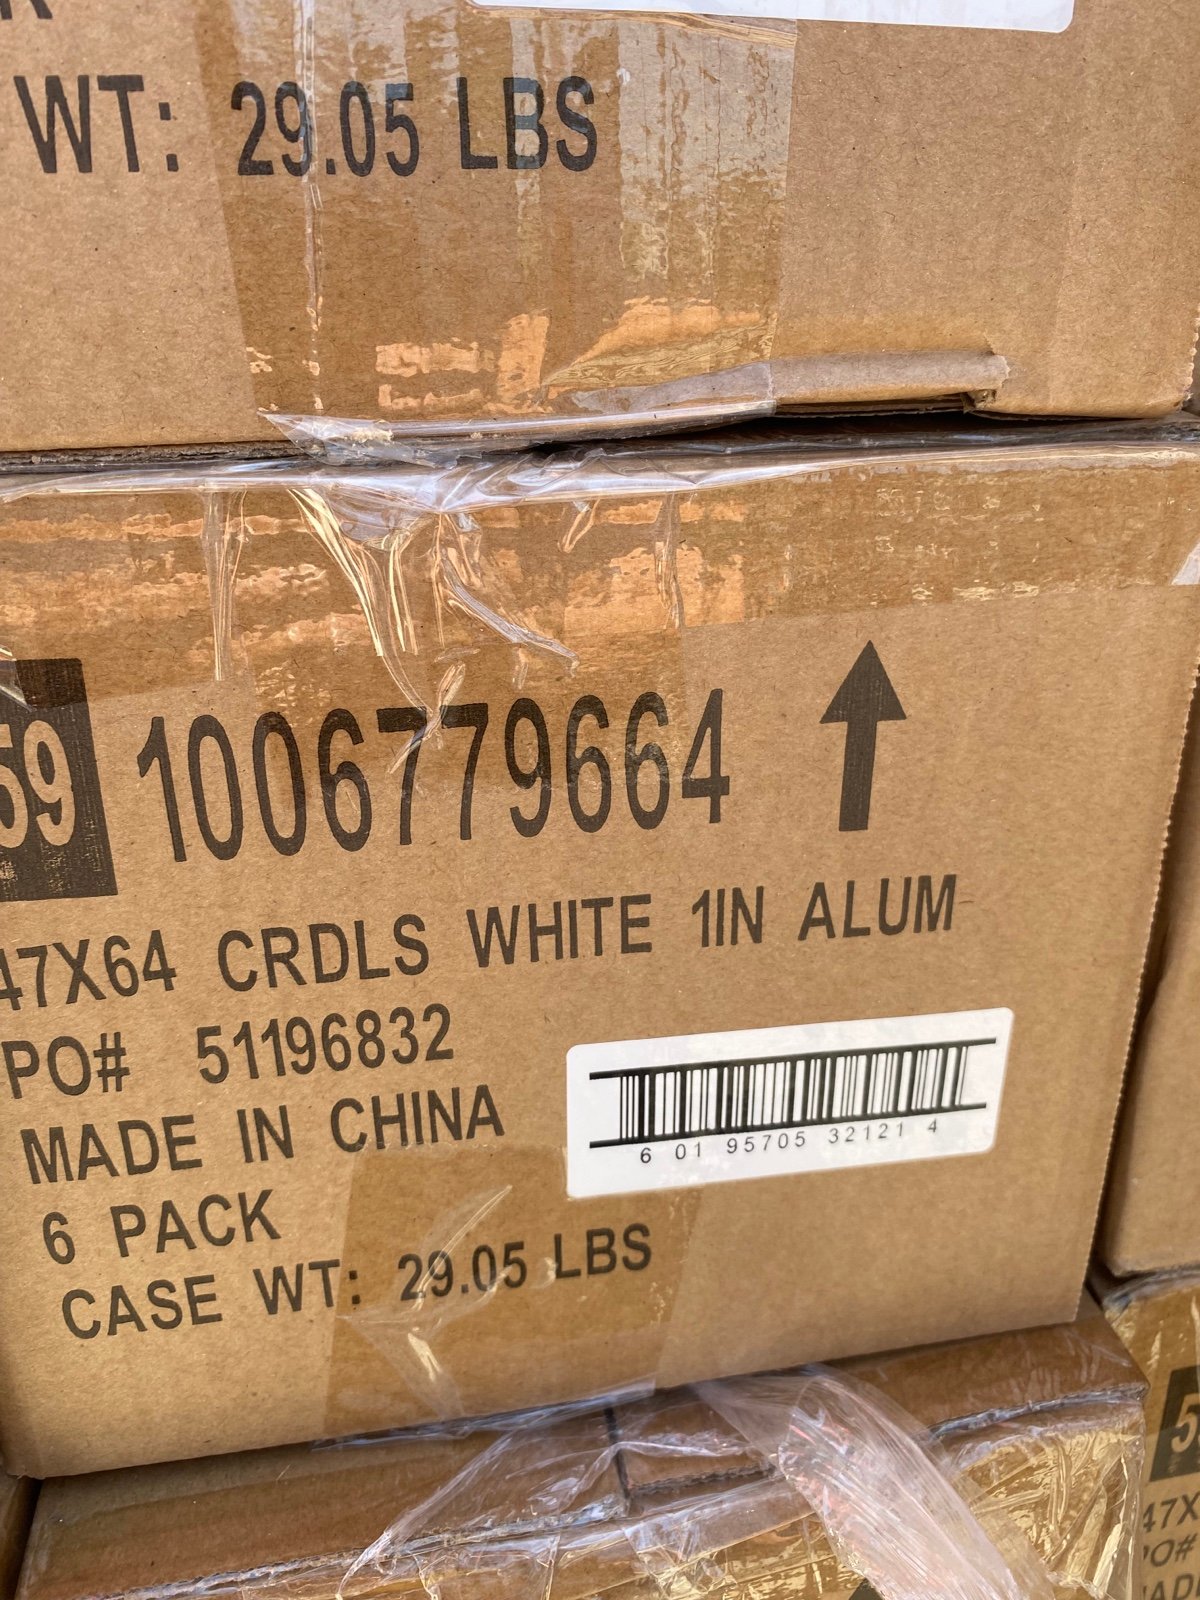 WT: 29.05 LBS
59 1006779664
47X64 CRDLS WHITE 1IN ALUM
PO# 51196832
MADE IN CHINA
6 PACK
CASE WT: 29.05 LBS
6 01 95705 32121 4
47X
PO#